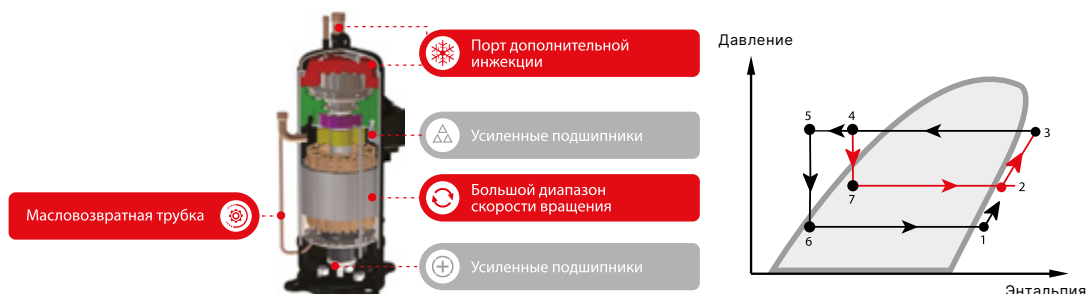 Порт дополнительной
инжекции
Усиленные подшипники
Большой диапазон
скорости вращения
Масловозвратная трубка
Усиленные подшипники
Давление
5
4
3
7
2
6
1
Энтальпия